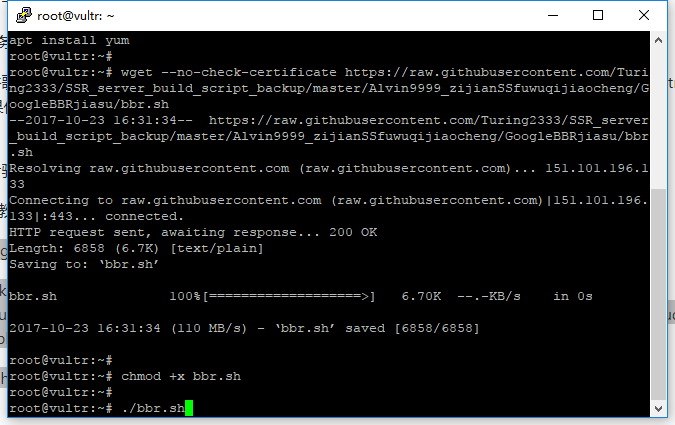 root@vultr: ~
apt install yum
root@vultr:~#
root@vultr:~# wget --no-check-certificate https://raw.githubusercontent.com/Turi
ng2333/SSR_server_build_script_backup/master/Alvin9999_zijianSSfuwuqijiaocheng/G
oogleBBRjiasu/bbr.sh
--2017-10-23 16:31:34--  https://raw.githubusercontent.com/Turing2333/SSR_server
_build_script_backup/master/Alvin9999_zijianSSfuwuqijiaocheng/GoogleBBRjiasu/bbr
.sh
Resolving raw.githubusercontent.com (raw.githubusercontent.com)... 151.101.196.1
33
Connecting to raw.githubusercontent.com (raw.githubusercontent.com)|151.101.196.
133|:443... connected.
HTTP request sent, awaiting response... 200 OK
Length: 6858 (6.7K) [text/plain]
Saving to: ‘bbr.sh’
bbr.sh              100%[===================>]   6.70K  --.-KB/s    in 0s
2017-10-23 16:31:34 (110 MB/s) - ‘bbr.sh’ saved [6858/6858]
root@vultr:~#
root@vultr:~# chmod +x bbr.sh
root@vultr:~#
root@vultr:~# ./bbr.sh